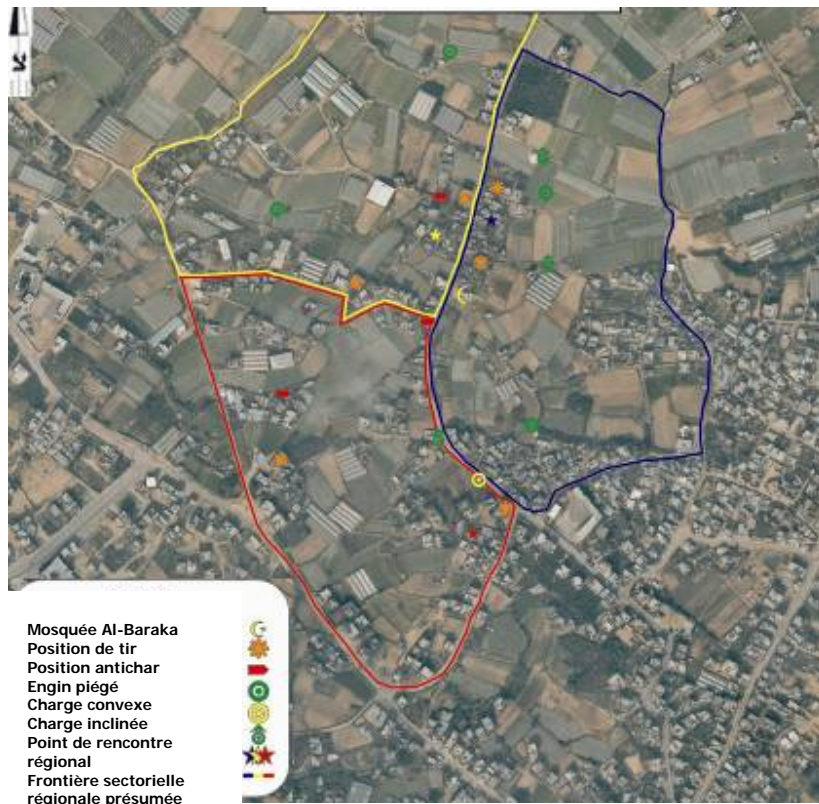 Mosquée Al-Baraka
Position de tir
Position antichar
Engin piégé
Charge convexe
Charge inclinée
Point de rencontre
régional
Frontière sectorielle
régionale présumée